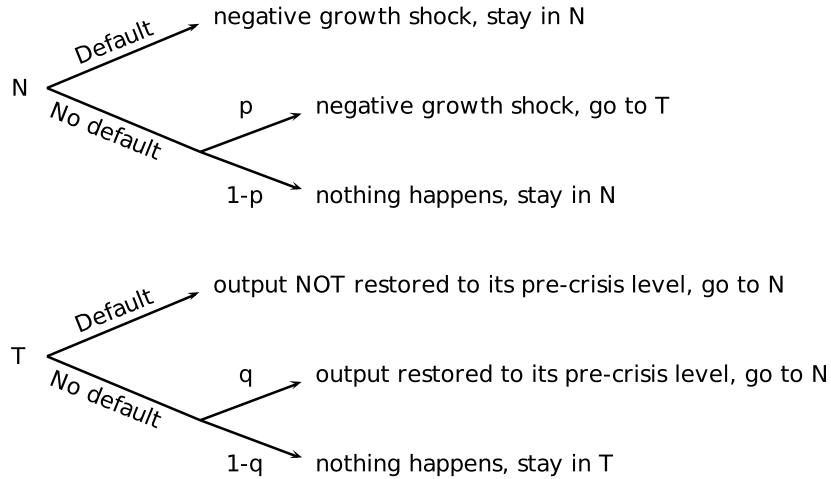 Default
negative growth shock, stay in N
N
No default
p
negative growth shock, go to T
1-p
nothing happens, stay in N
Default
output NOT restored to its pre-crisis level, go to N
T
No default
q
output restored to its pre-crisis level, go to N
1-q
nothing happens, stay in T